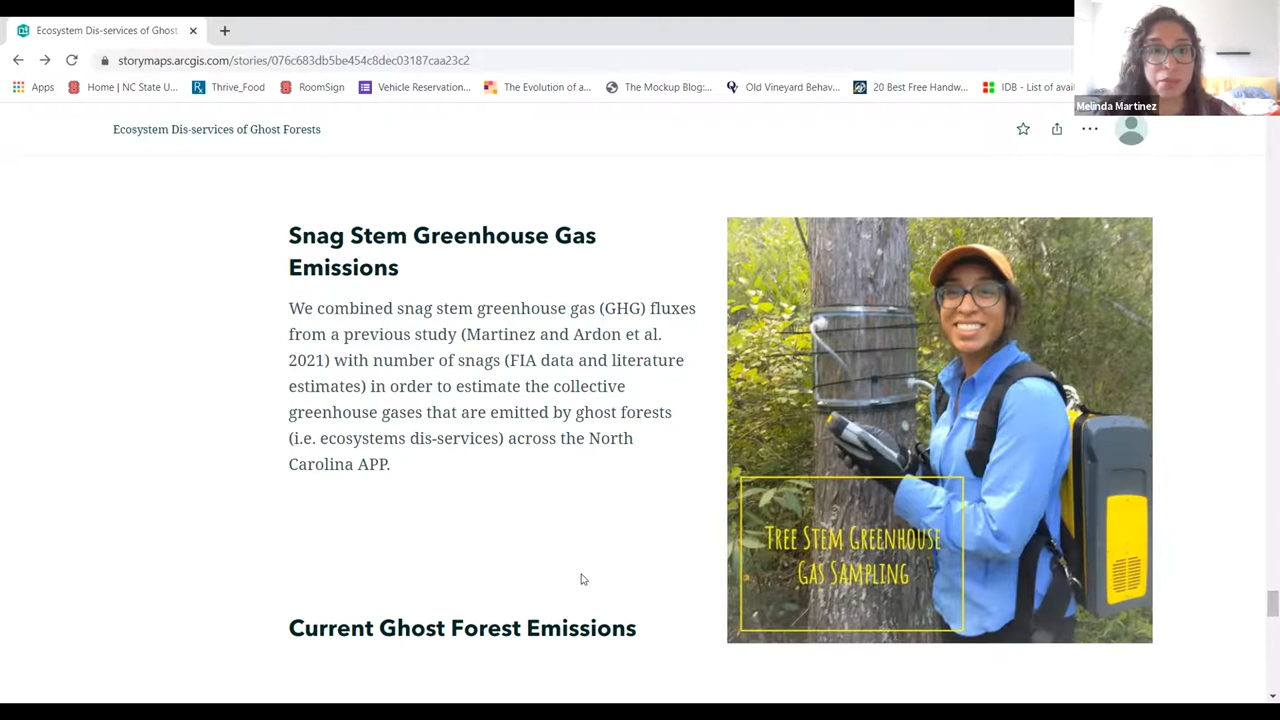 Ecosystem Dis-services of Ghost
storymaps.arcgis.com/stories/076c683db5be454c8dec03187caa23c2
Apps
Home | NC State U...
Thrive_Food
RoomSign
Vehicle Reservation...
The Evolution of a...
The Mockup Blog:...
Old Vineyard Behav...
20 Best Free Handw...
IDB - List of avai
Melinda Martinez
Ecosystem Dis-services of Ghost Forests
Snag Stem Greenhouse Gas
Emissions
We combined snag stem greenhouse gas (GHG) fluxes
from a previous study (Martinez and Ardon et al.
2021) with number of snags (FIA data and literature
estimates) in order to estimate the collective
greenhouse gases that are emitted by ghost forests
(i.e. ecosystems dis-services) across the North
Carolina APP.
Tree Stem Greenhouse
Gas Sampling
Current Ghost Forest Emissions